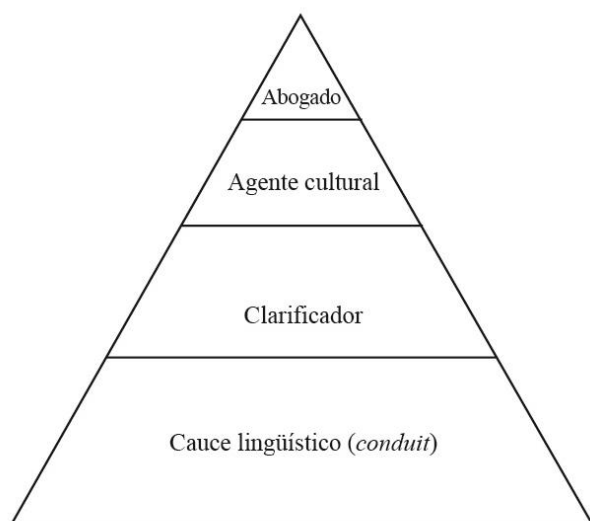 Abogado
Agente cultural
Clarificador
Cauce lingüístico (conduit)